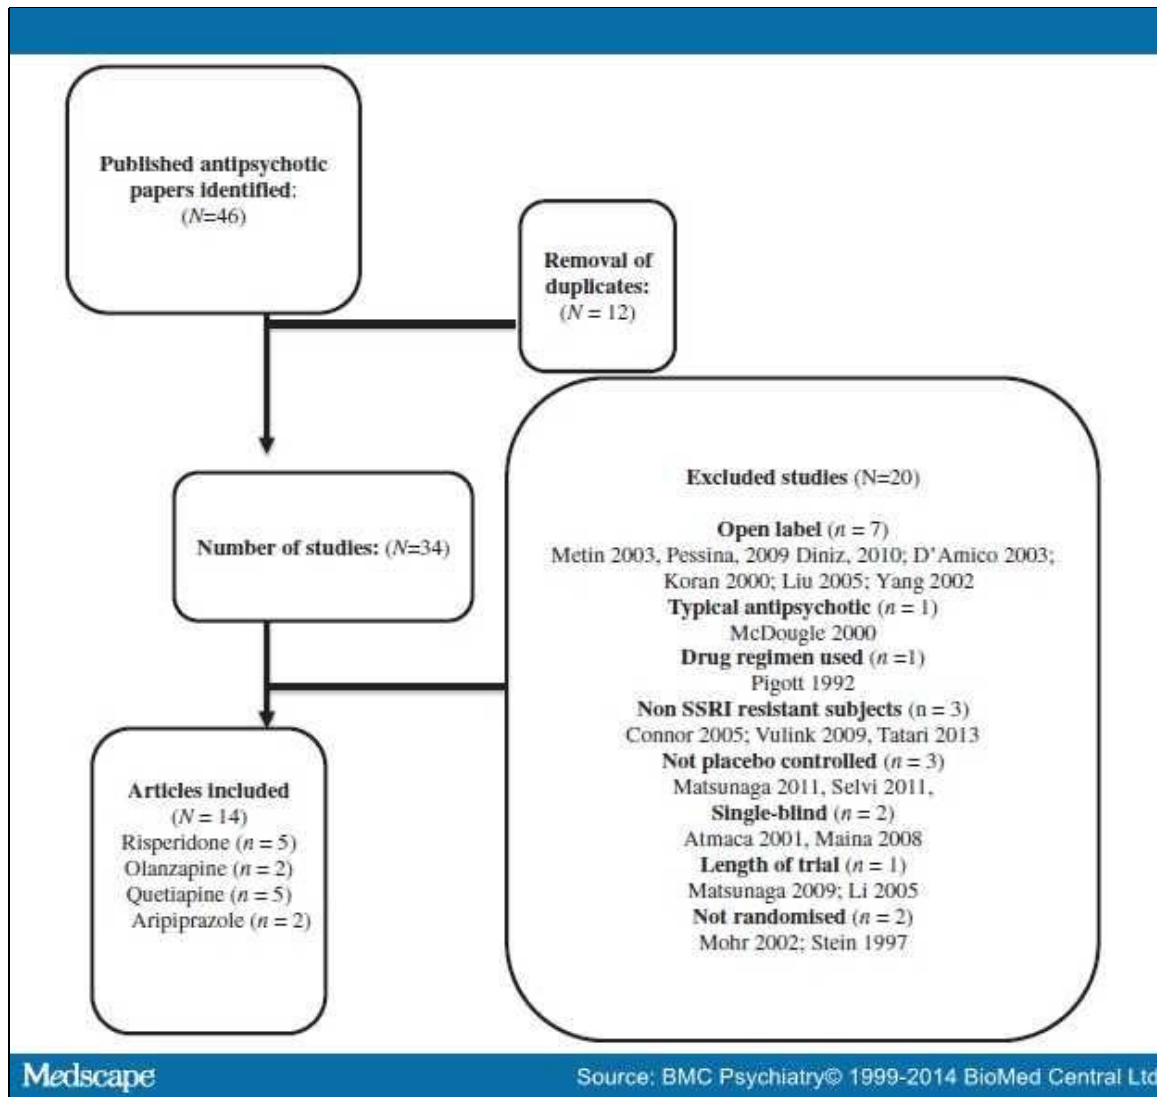 Published antipsychotic
papers identified:
(N=46)
Removal of
duplicates:
(N = 12)
Number of studies: (N=34)
Excluded studies (N=20)
Open label (n = 7)
Metin 2003, Pessina, 2009 Diniz, 2010; D'Amico 2003;
Koran 2000; Liu 2005; Yang 2002
Typical antipsychotic (n = 1)
McDougle 2000
Drug regimen used (n =1)
Pigott 1992
Non SSRI resistant subjects (n = 3)
Connor 2005; Vulink 2009, Tatari 2013
Not placebo controlled (n = 3)
Matsunaga 2011, Selvi 2011,
Single-blind (n = 2)
Atmaca 2001, Maina 2008
Length of trial (n = 1)
Matsunaga 2009; Li 2005
Not randomised (n = 2)
Mohr 2002; Stein 1997
Articles included
(N = 14)
Risperidone (n = 5)
Olanzapine (n = 2)
Quetiapine (n = 5)
Aripiprazole (n = 2)
Medscape
Source: BMC Psychiatry© 1999-2014 BioMed Central Ltd